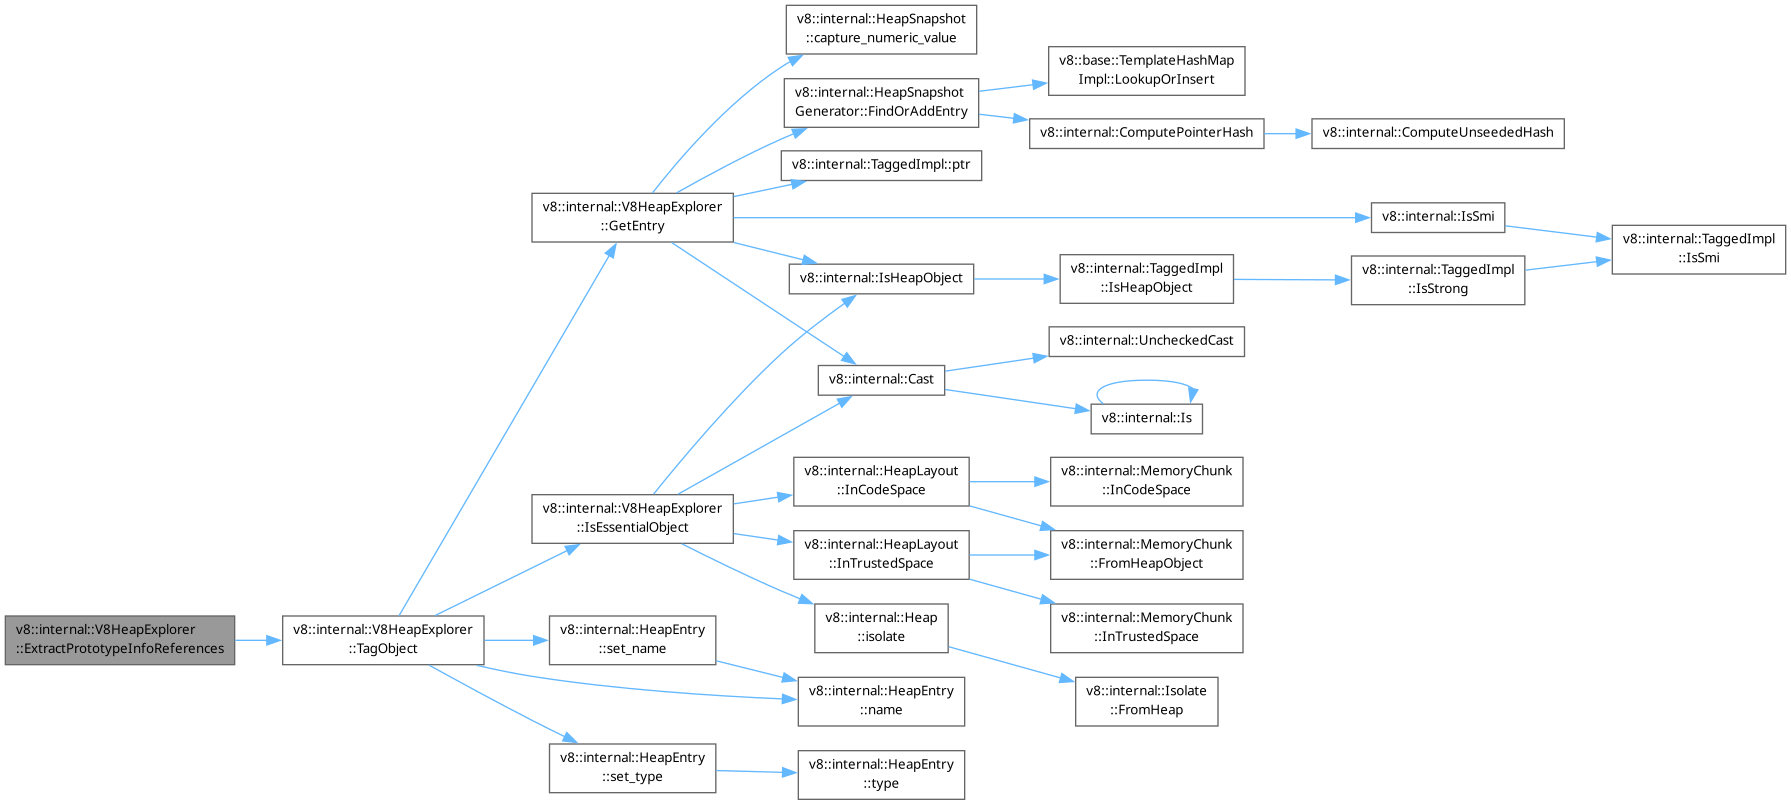 v8::internal::HeapSnapshot
::capture_numeric_value
v8::base::TemplateHashMap
Impl::LookupOrInsert
v8::internal::HeapSnapshot
Generator::FindOrAddEntry
v8::internal::ComputePointerHash
v8::internal::ComputeUnseededHash
v8::internal::TaggedImpl::ptr
v8::internal::V8HeapExplorer
::GetEntry
v8::internal::IsSmi
v8::internal::TaggedImpl
::IsSmi
v8::internal::IsHeapObject
v8::internal::TaggedImpl
::IsHeapObject
v8::internal::TaggedImpl
::IsStrong
v8::internal::UncheckedCast
v8::internal::Cast
v8::internal::Is
v8::internal::HeapLayout
::InCodeSpace
v8::internal::MemoryChunk
::InCodeSpace
v8::internal::V8HeapExplorer
::IsEssentialObject
v8::internal::HeapLayout
::InTrustedSpace
v8::internal::MemoryChunk
::FromHeapObject
v8::internal::Heap
::isolate
v8::internal::MemoryChunk
::InTrustedSpace
v8::internal::V8HeapExplorer
::ExtractPrototypeInfoReferences
v8::internal::V8HeapExplorer
::TagObject
v8::internal::HeapEntry
::set_name
v8::internal::HeapEntry
::name
v8::internal::Isolate
::FromHeap
v8::internal::HeapEntry
::set_type
v8::internal::HeapEntry
::type